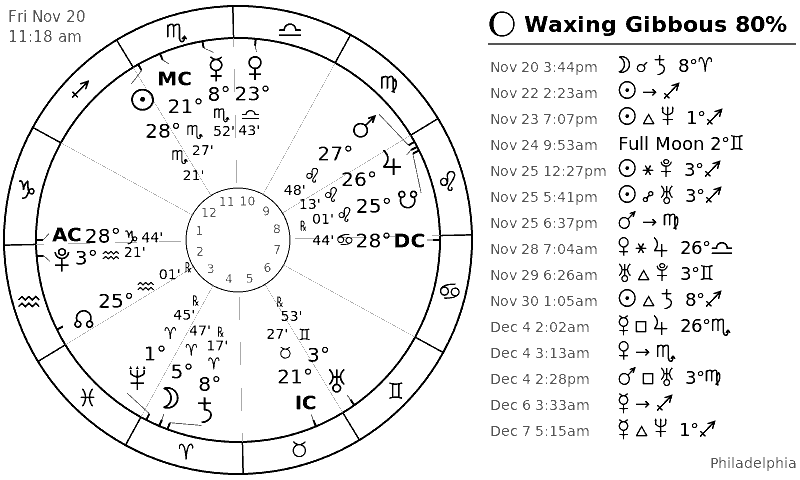 Fri Nov 20
11:18 am
♏ ♎
♐ ♍
♑ ♌
♒ ♋
♓ ♊
♈ ♉
MC 21° ♏ 27'
☉ 28° ♏ 21'
☿ 8° ♏ 52'
♀ 23° ♎ 43'
♂ 27° ♌ 48'
♃ 26° ♌ 13'
☋ 25° ♌ 01' ℞
AC 28° ♑ 44'
44' ♋ 28° DC
♇ 3° ♒ 21'
☊ 25° ♒ 01' ℞
♆ 1° ♈ 45' ℞
☽ 5° ♈ 47'
♄ 8° ♈ 17' ℞
IC 21° ♉ 27'
♅ 3° ♊ 53' ℞
12 11 10 9
1 8
2 7
3 4 5 6
Waxing Gibbous 80%
Nov 20 3:44pm ☽ ☌ ♄ 8°♈
Nov 22 2:23am ☉ → ♐
Nov 23 7:07pm ☉ △ ♆ 1°♐
Nov 24 9:53am Full Moon 2°♊
Nov 25 12:27pm ☉ ⚹ ♇ 3°♐
Nov 25 5:41pm ☉ ☍ ♅ 3°♐
Nov 25 6:37pm ♂ → ♍
Nov 28 7:04am ♀ ⚹ ♃ 26°♎
Nov 29 6:26am ♅ △ ♇ 3°♊
Nov 30 1:05am ☉ △ ♄ 8°♐
Dec 4 2:02am ☿ □ ♃ 26°♏
Dec 4 3:13am ♀ → ♏
Dec 4 2:28pm ♂ □ ♅ 3°♍
Dec 6 3:33am ☿ → ♐
Dec 7 5:15am ☿ △ ♆ 1°♐
Philadelphia